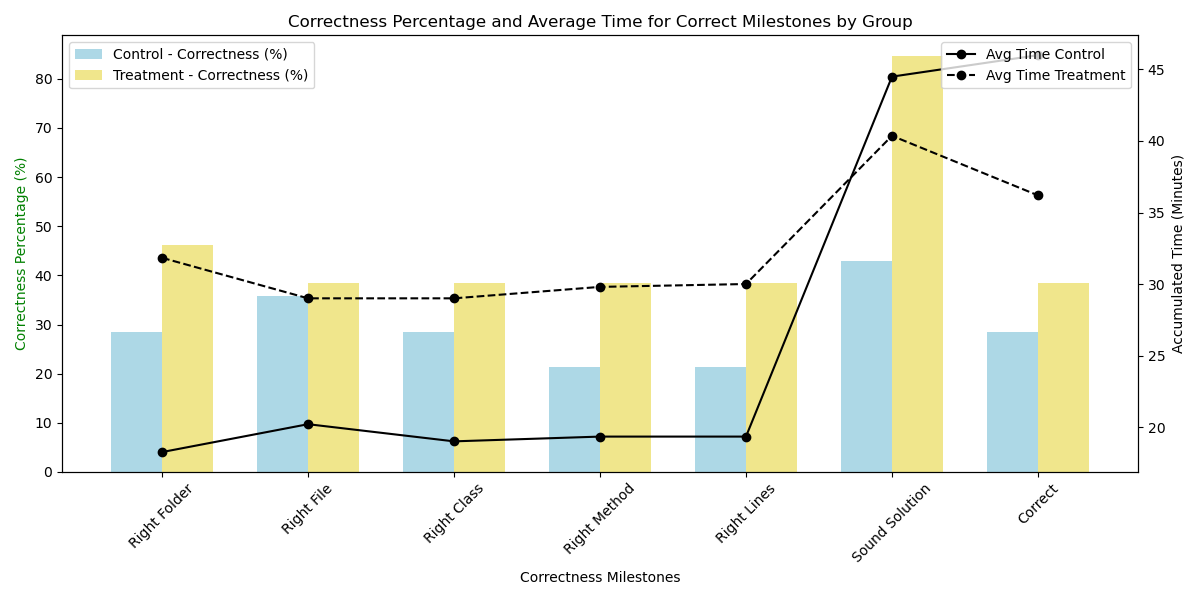 Correctness Percentage and Average Time for Correct Milestones by Group
Control - Correctness (%)
Treatment - Correctness (%)
Avg Time Control
Avg Time Treatment
Correctness Percentage (%)
80
70
60
50
40
30
20
10
0
45
40
35
30
25
20
Accumulated Time (Minutes)
Right Folder
Right File
Right Class
Right Method
Right Lines
Sound Solution
Correct
Correctness Milestones